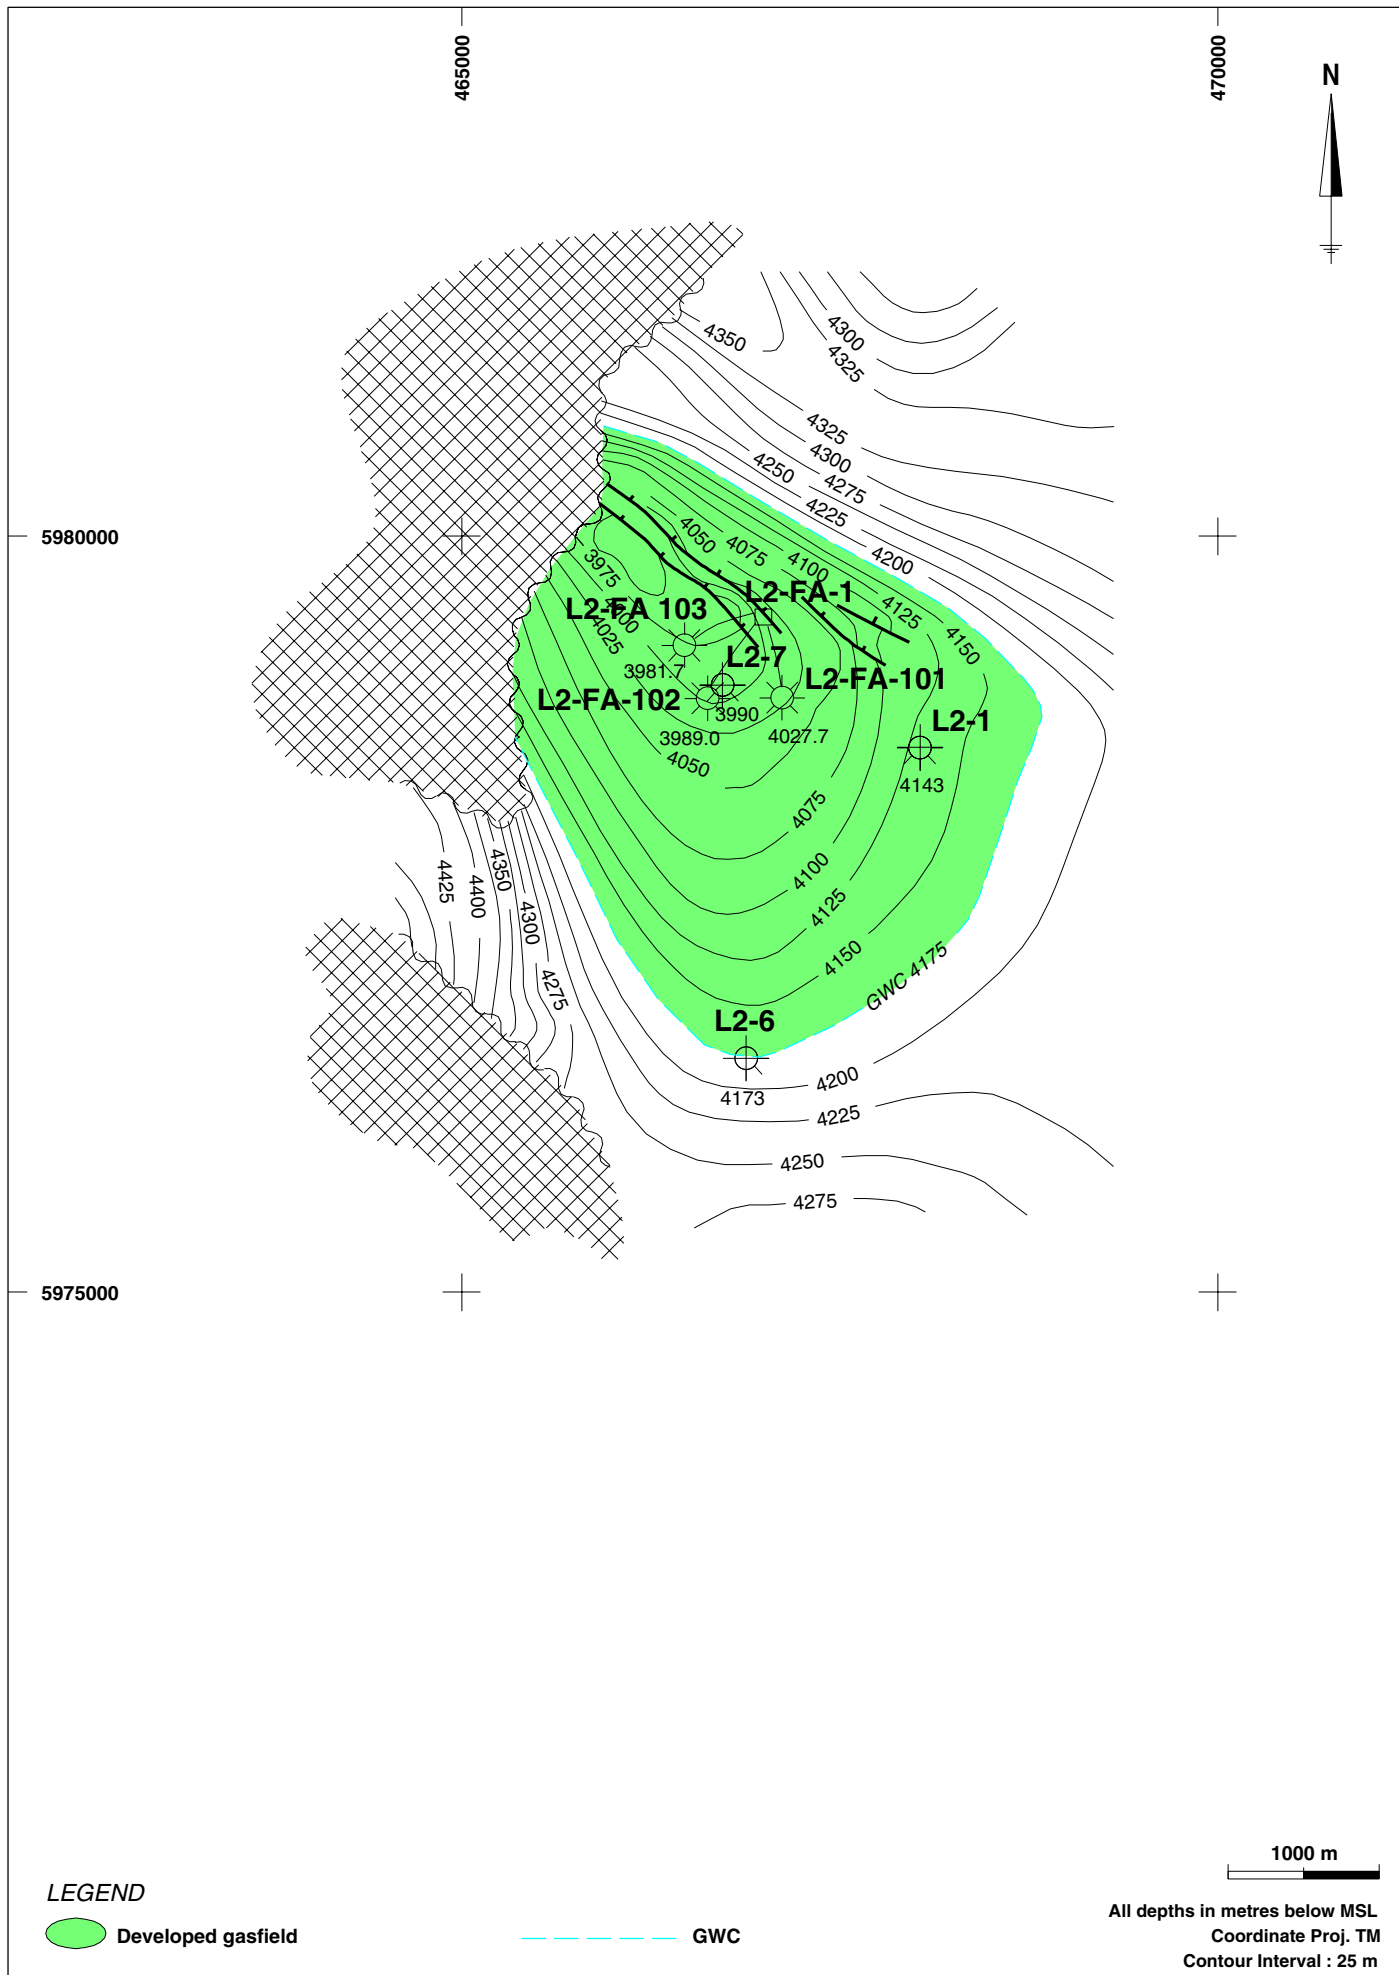 465000
470000
N
4350
4300
4325
4325
4300
4250
4275
4225
4200
5980000
4050
4075
4100
4125
4150
3975
4000
4025
L2-FA-1
L2-FA 103
3981.7
L2-7
L2-FA-102
3990
3989.0
L2-FA-101
4027.7
L2-1
4143
4050
4075
4100
4125
4150
GWC 4175
4425
4400
4350
4300
4275
L2-6
4173
4200
4225
4250
4275
5975000
1000 m
LEGEND
Developed gasfield
GWC
All depths in metres below MSL
Coordinate Proj. TM
Contour Interval : 25 m